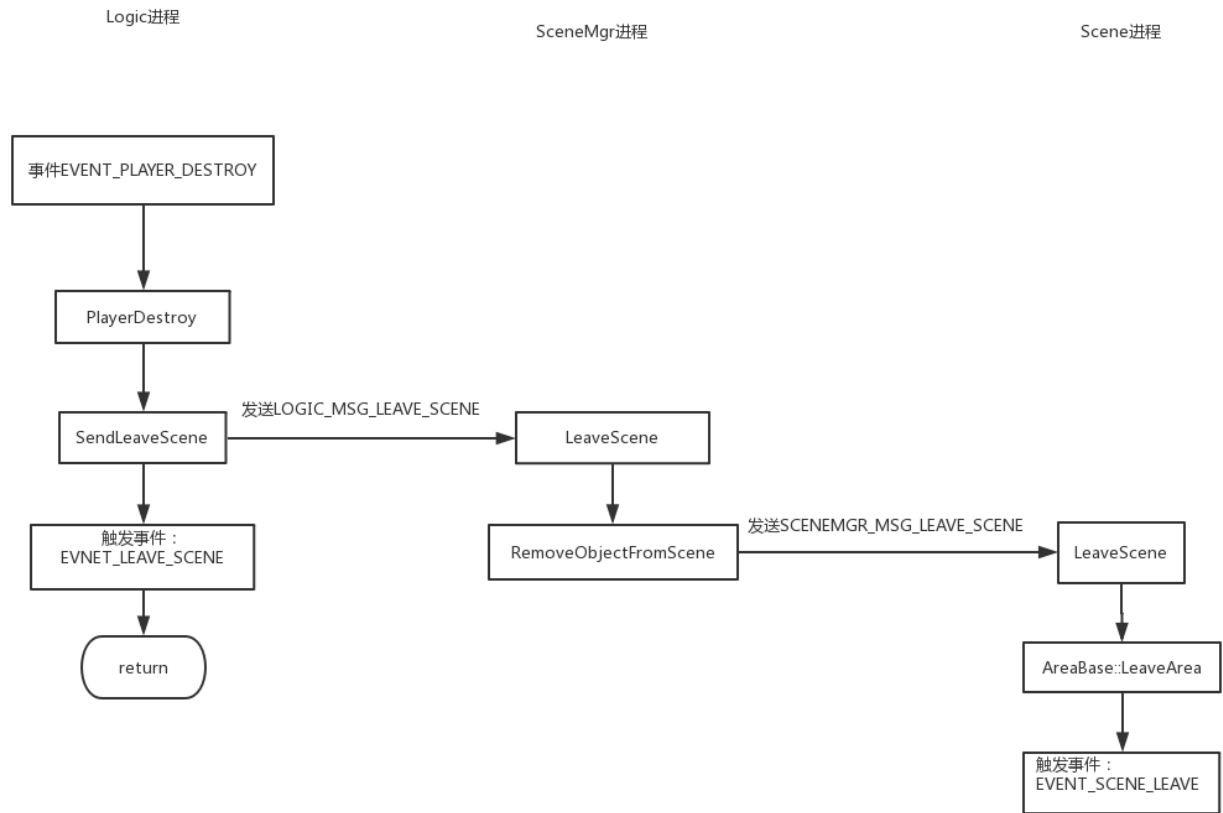 Logic进程
SceneMgr进程
Scene进程
事件EVENT_PLAYER_DESTROY
PlayerDestroy
SendLeaveScene
发送LOGIC_MSG_LEAVE_SCENE
LeaveScene
触发事件：
EVNET_LEAVE_SCENE
RemoveObjectFromScene
发送SCENEMGR_MSG_LEAVE_SCENE
LeaveScene
return
AreaBase::LeaveArea
触发事件：
EVENT_SCENE_LEAVE